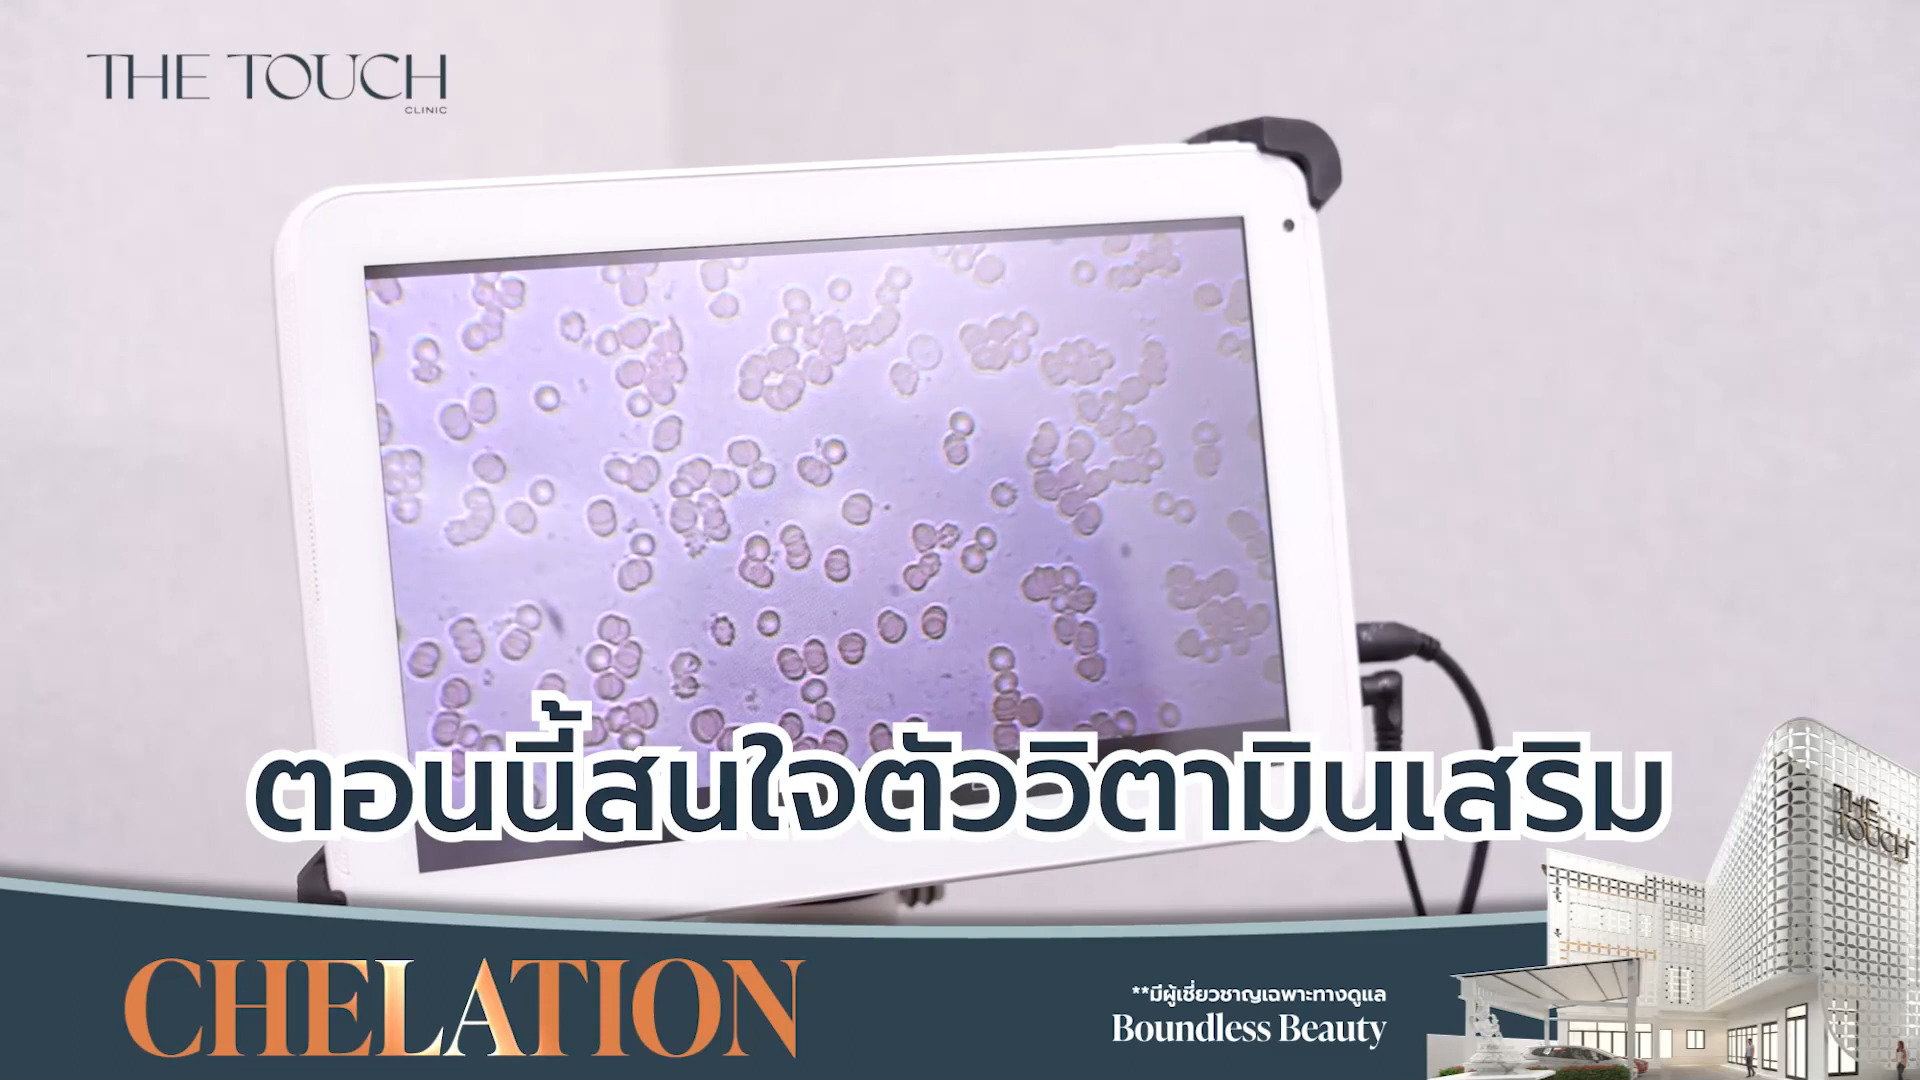 THE TOUCH
CLINIC
ตอนนี้สนใจตัววิตามินเสริม
THE
TOUCH
CHELATION
**มีผู้เชี่ยวชาญเฉพาะทางดูแล
Boundless Beauty